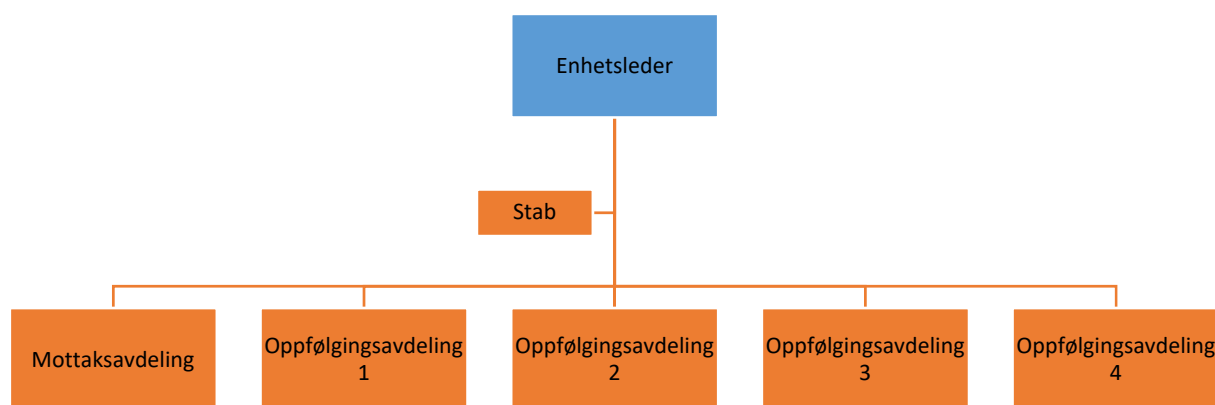 Enhetsleder
Stab
Mottaksavdeling
Oppfølgingsavdeling
1
Oppfølgingsavdeling
2
Oppfølgingsavdeling
3
Oppfølgingsavdeling
4